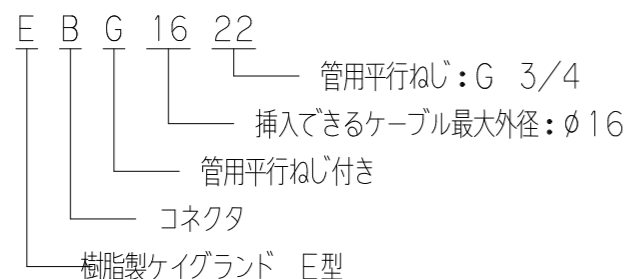 E B G 16 22
管用平行ねじ：G 3/4
挿入できるケーブル最大外径：φ16
管用平行ねじ付き
コネクタ
樹脂製ケイグランド E型